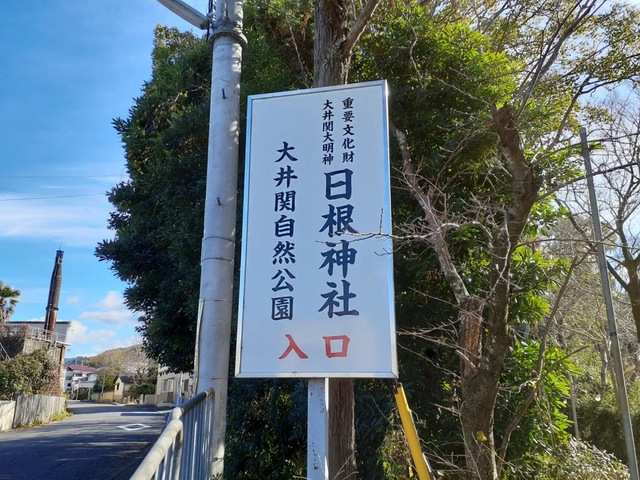 重要文化財
大井関大明神
日根神社
大井関自然公園
入口